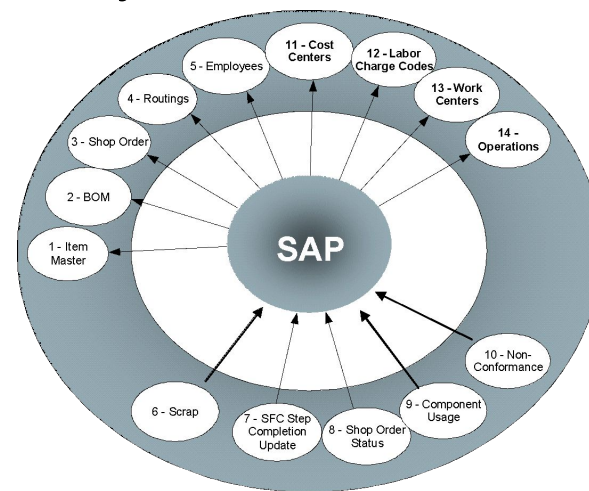 11 - Cost
Centers
12 - Labor
Charge Codes
5 - Employees
13 - Work
Centers
4 - Routings
14 -
Operations
3 - Shop Order
2 - BOM
1 - Item
Master
SAP
10 - Non-
Conformance
6 - Scrap
9 - Component
Usage
7 - SFC Step
Completion
Update
8 - Shop Order
Status